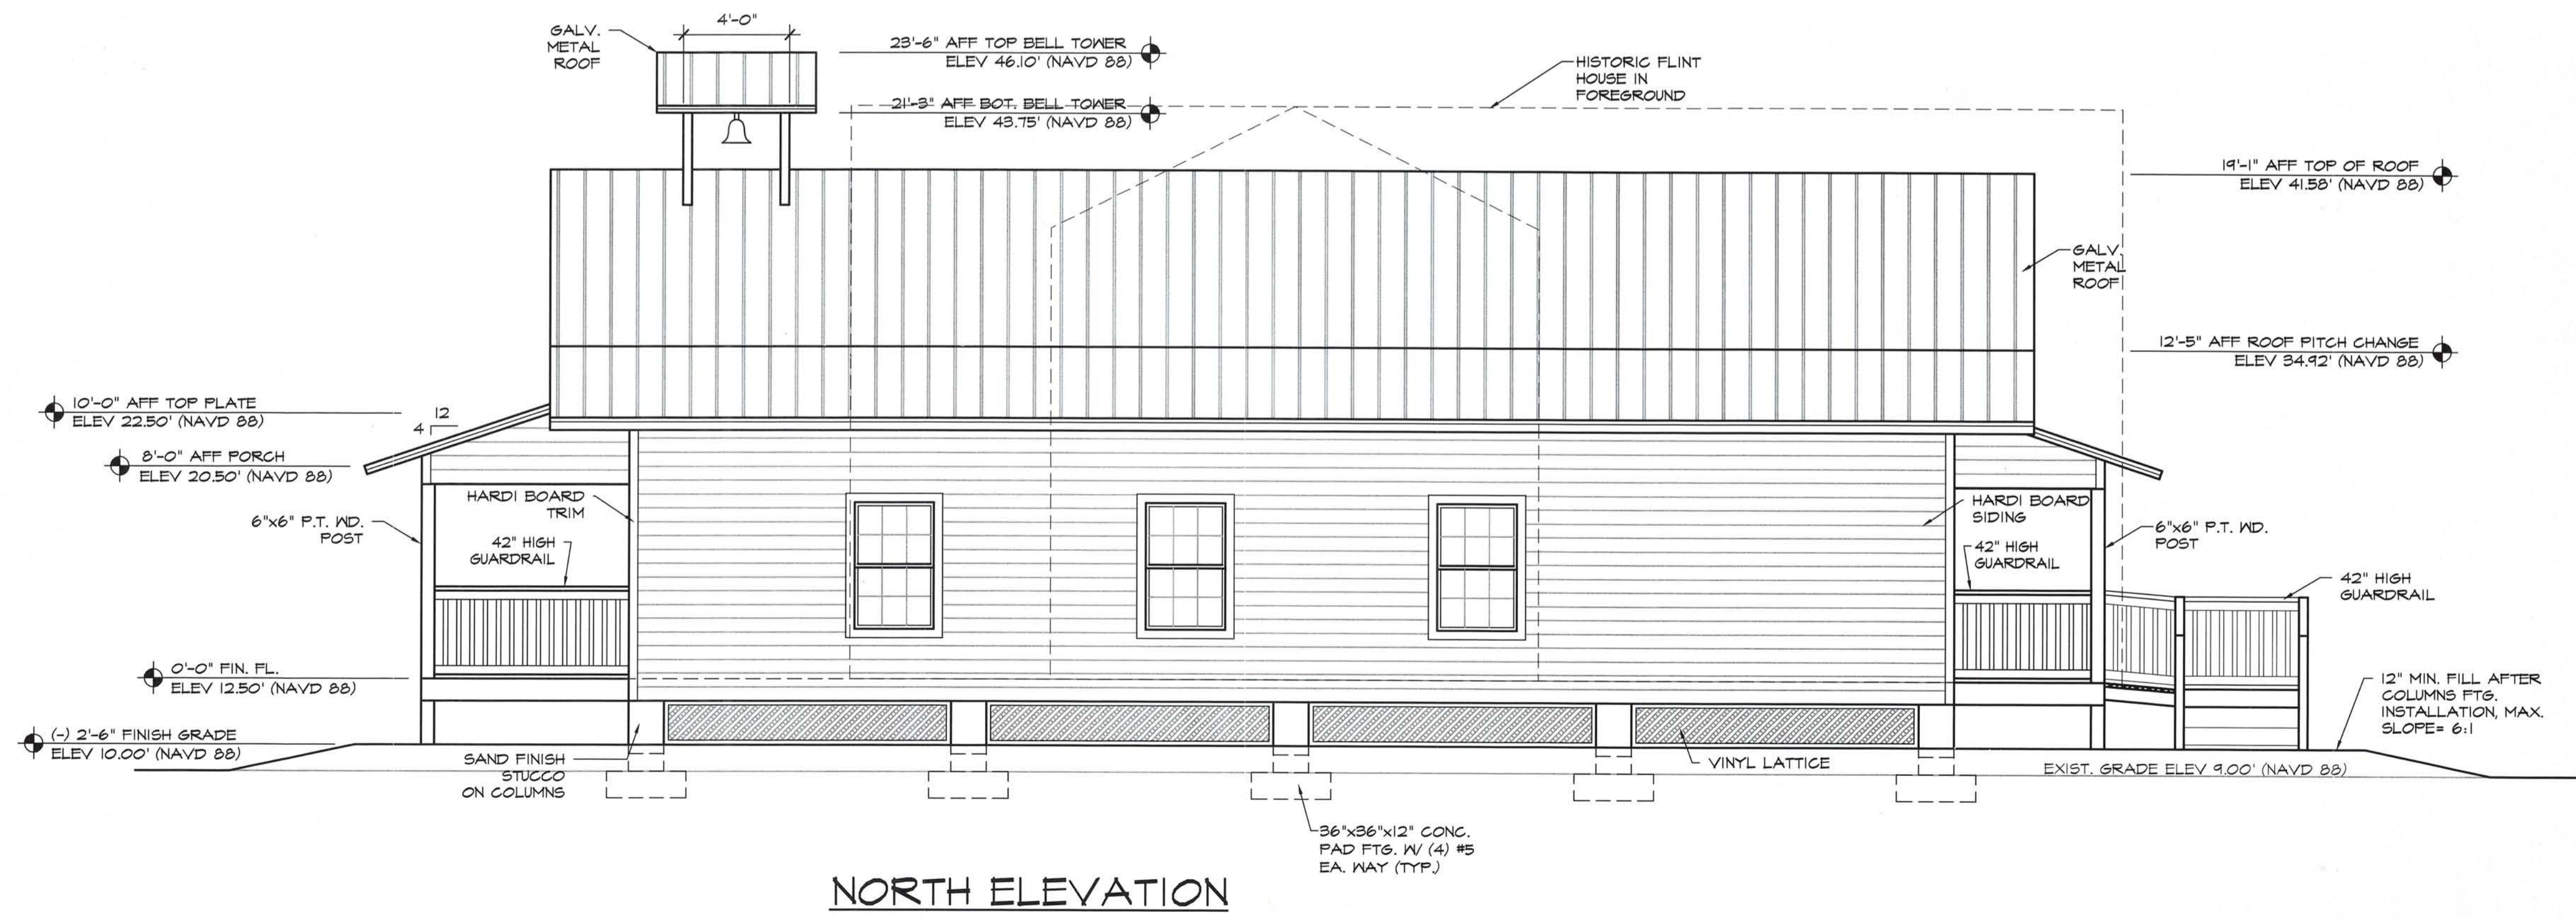 4'-0"
GALV.
METAL
ROOF
23'-6" AFF TOP BELL TOWER
ELEV 46.10' (NAVD 88)
21'-3" AFF BOT. BELL TOWER
ELEV 43.75' (NAVD 88)
HISTORIC FLINT
HOUSE IN
FOREGROUND
19'-1" AFF TOP OF ROOF
ELEV 41.58' (NAVD 88)
GALV.
METAL
ROOF
12'-5" AFF ROOF PITCH CHANGE
ELEV 34.92' (NAVD 88)
10'-0" AFF TOP PLATE
ELEV 22.50' (NAVD 88)
12
4
8'-0" AFF PORCH
ELEV 20.50' (NAVD 88)
HARDI BOARD
TRIM
6"x6" P.T. WD.
POST
42" HIGH
GUARDRAIL
HARDI BOARD
SIDING
6"x6" P.T. WD.
POST
42" HIGH
GUARDRAIL
42" HIGH
GUARDRAIL
0'-0" FIN. FL.
ELEV 12.50' (NAVD 88)
12" MIN. FILL AFTER
COLUMNS FTG.
INSTALLATION, MAX.
SLOPE= 6:1
(-) 2'-6" FINISH GRADE
ELEV 10.00' (NAVD 88)
SAND FINISH
STUCCO
ON COLUMNS
VINYL LATTICE
EXIST. GRADE ELEV 9.00' (NAVD 88)
36"x36"x12" CONC.
PAD FTG. W/ (4) #5
EA. WAY (TYP.)
NORTH ELEVATION